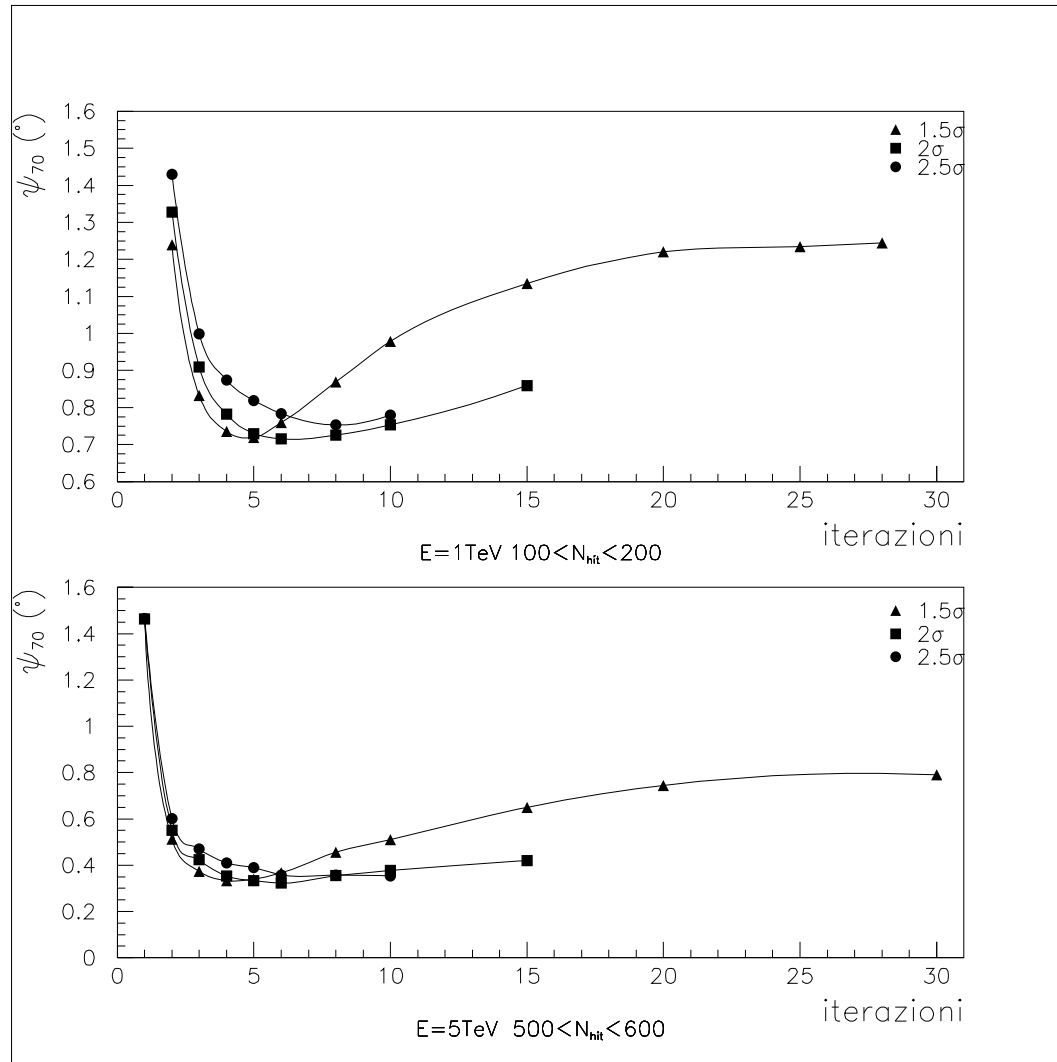 ψ70 (°)
1.6
1.5
1.4
1.3
1.2
1.1
1
0.9
0.8
0.7
0.6
1.5σ
2σ
2.5σ
0 5 10 15 20 25 30
iterazioni
E=1TeV 100<Nhit<200
ψ70 (°)
1.6
1.4
1.2
1
0.8
0.6
0.4
0.2
0
1.5σ
2σ
2.5σ
0 5 10 15 20 25 30
iterazioni
E=5TeV 500<Nhit<600